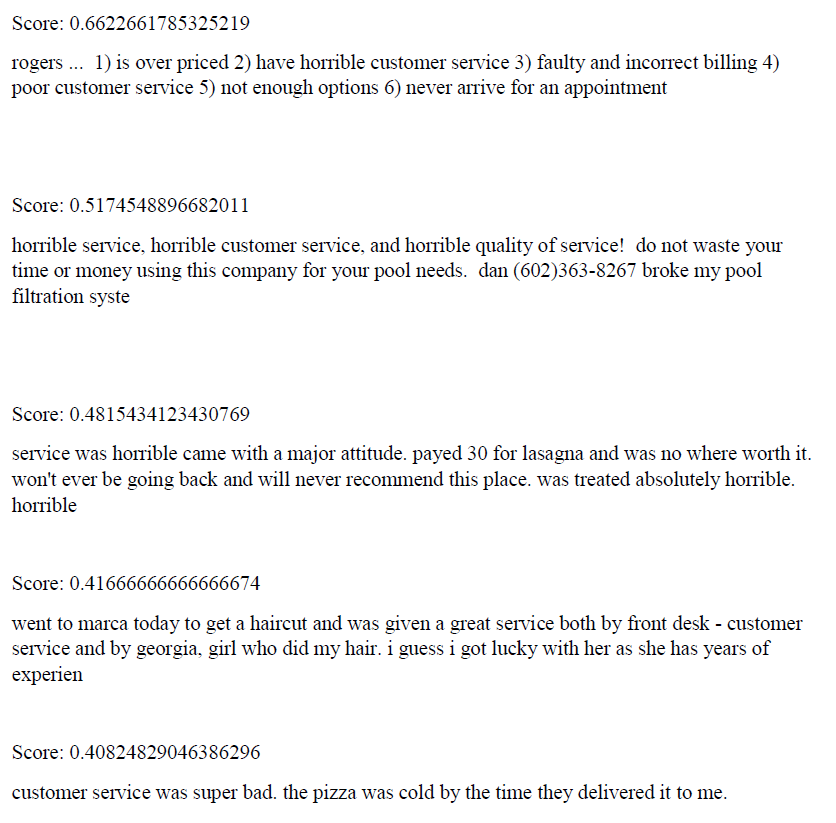 Score: 0.6622661785325219
rogers ...  1) is over priced 2) have horrible customer service 3) faulty and incorrect billing 4)
poor customer service 5) not enough options 6) never arrive for an appointment
Score: 0.5174548896682011
horrible service, horrible customer service, and horrible quality of service!  do not waste your
time or money using this company for your pool needs.  dan (602)363-8267 broke my pool
filtration syste
Score: 0.4815434123430769
service was horrible came with a major attitude. payed 30 for lasagna and was no where worth it.
won't ever be going back and will never recommend this place. was treated absolutely horrible.
horrible
Score: 0.41666666666666674
went to marca today to get a haircut and was given a great service both by front desk - customer
service and by georgia, girl who did my hair. i guess i got lucky with her as she has years of
experien
Score: 0.40824829046386296
customer service was super bad. the pizza was cold by the time they delivered it to me.